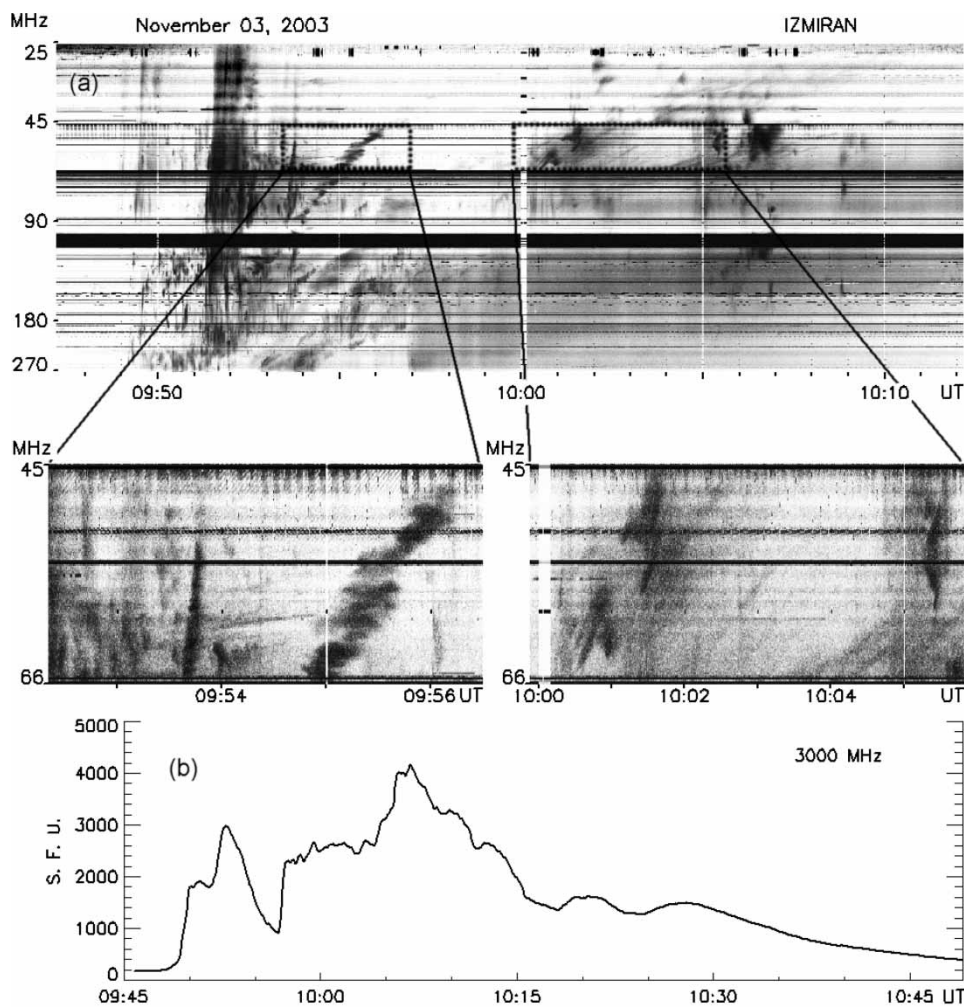 MHz November 03, 2003 IZMIRAN
25
(a)
45
90
180
270
09:50 10:00 10:10 UT
MHz MHz
45 45
66 66
09:54 09:56 UT 10:00 10:02 10:04 UT
5000
(b) 3000 MHz
4000
3000
S. F. U.
2000
1000
0
09:45 10:00 10:15 10:30 10:45 UT